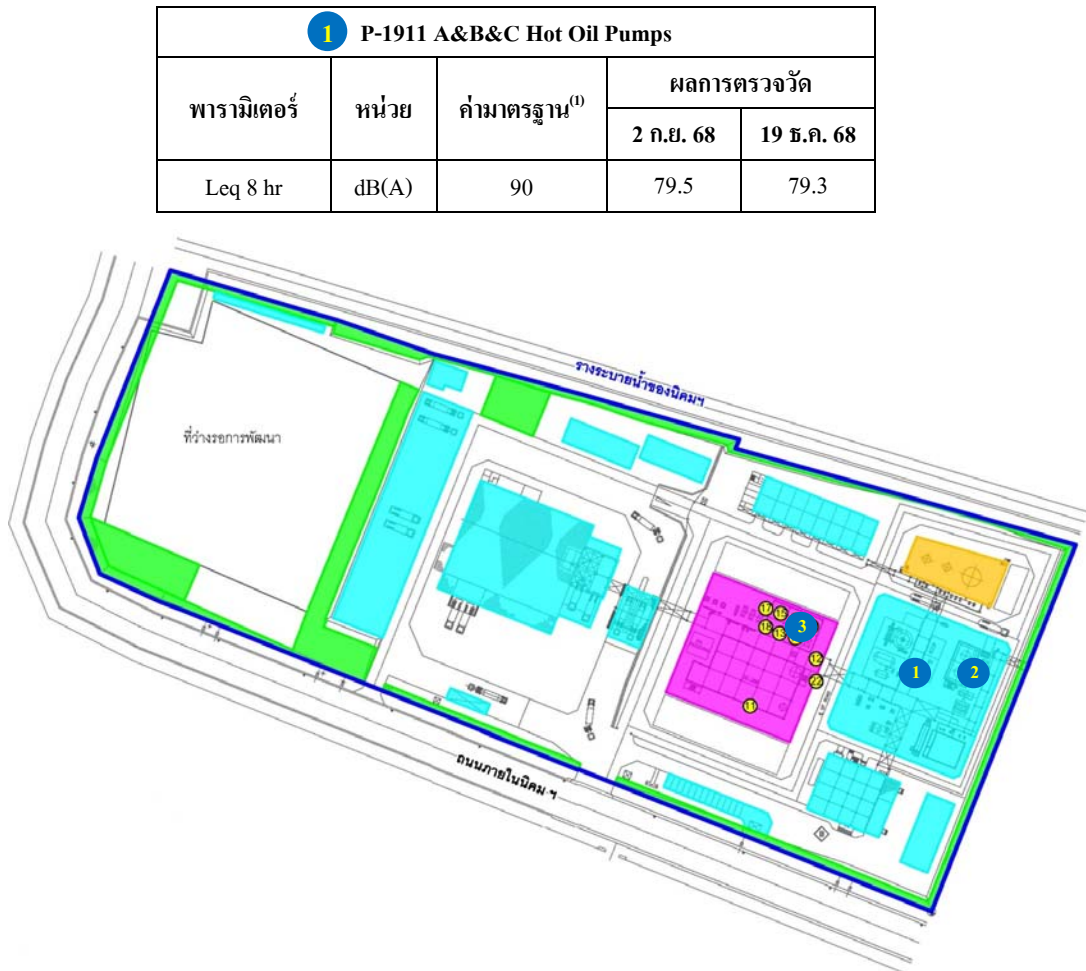 1 P-1911 A&B&C Hot Oil Pumps
พารามิเตอร์ หน่วย ค่ามาตรฐาน(1) ผลการตรวจวัด
2 ก.ย. 68 19 ธ.ค. 68
Leq 8 hr dB(A) 90 79.5 79.3
รางระบายน้ำของนิคมฯ
ที่ว่างรอการพัฒนา
17 15
3
12
1 2
22
11
ถนนภายในนิคม ฯ